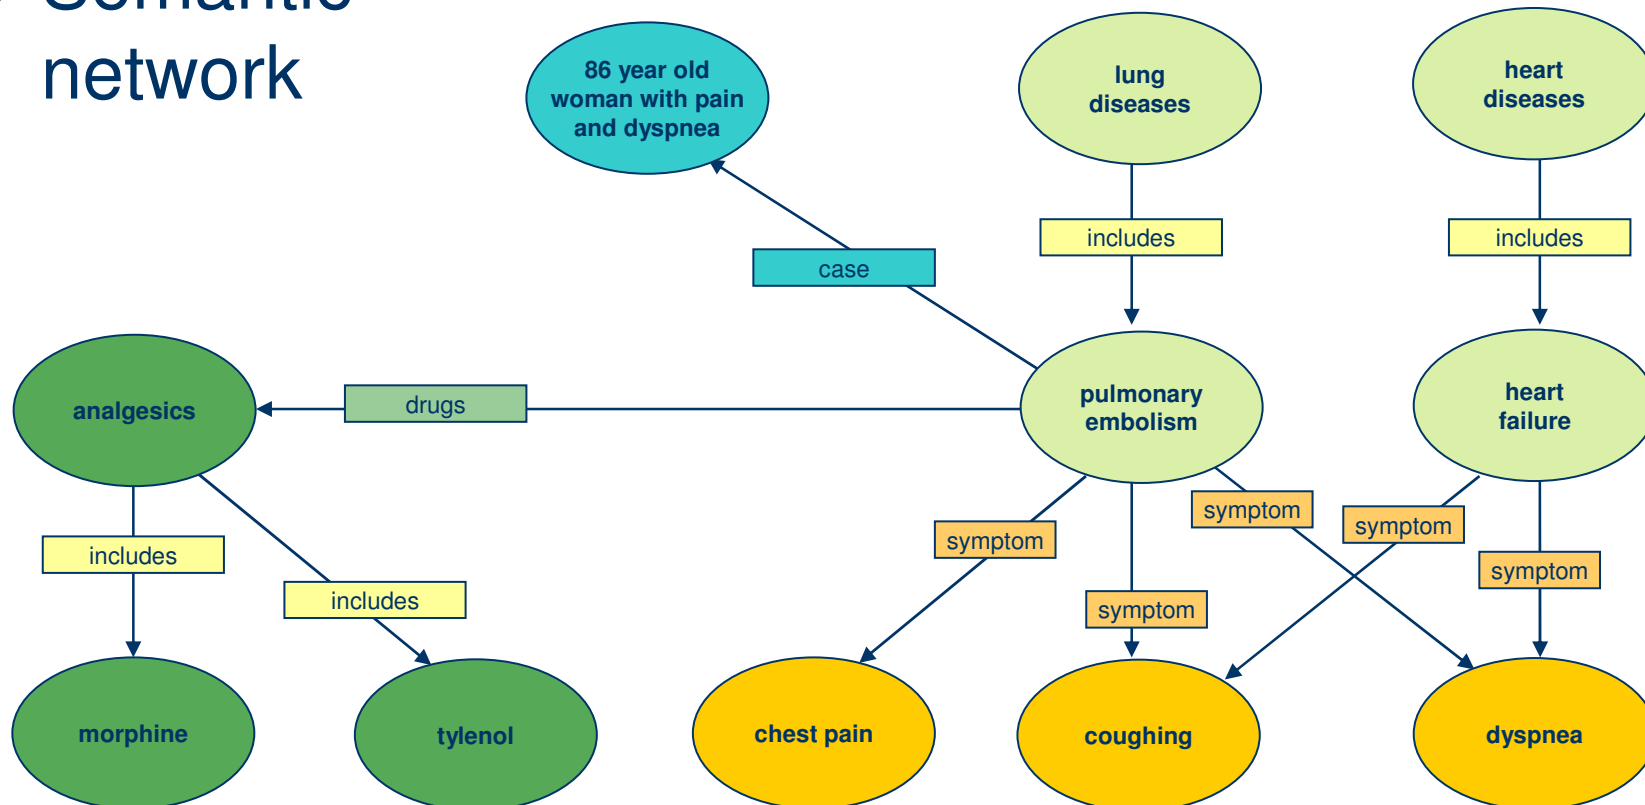 Semantic
network
86 year old
woman with pain
and dyspnea
lung
diseases
heart
diseases
includes
includes
case
analgesics
drugs
pulmonary
embolism
heart
failure
symptom
symptom
symptom
symptom
symptom
includes
includes
morphine
tylenol
chest pain
coughing
dyspnea